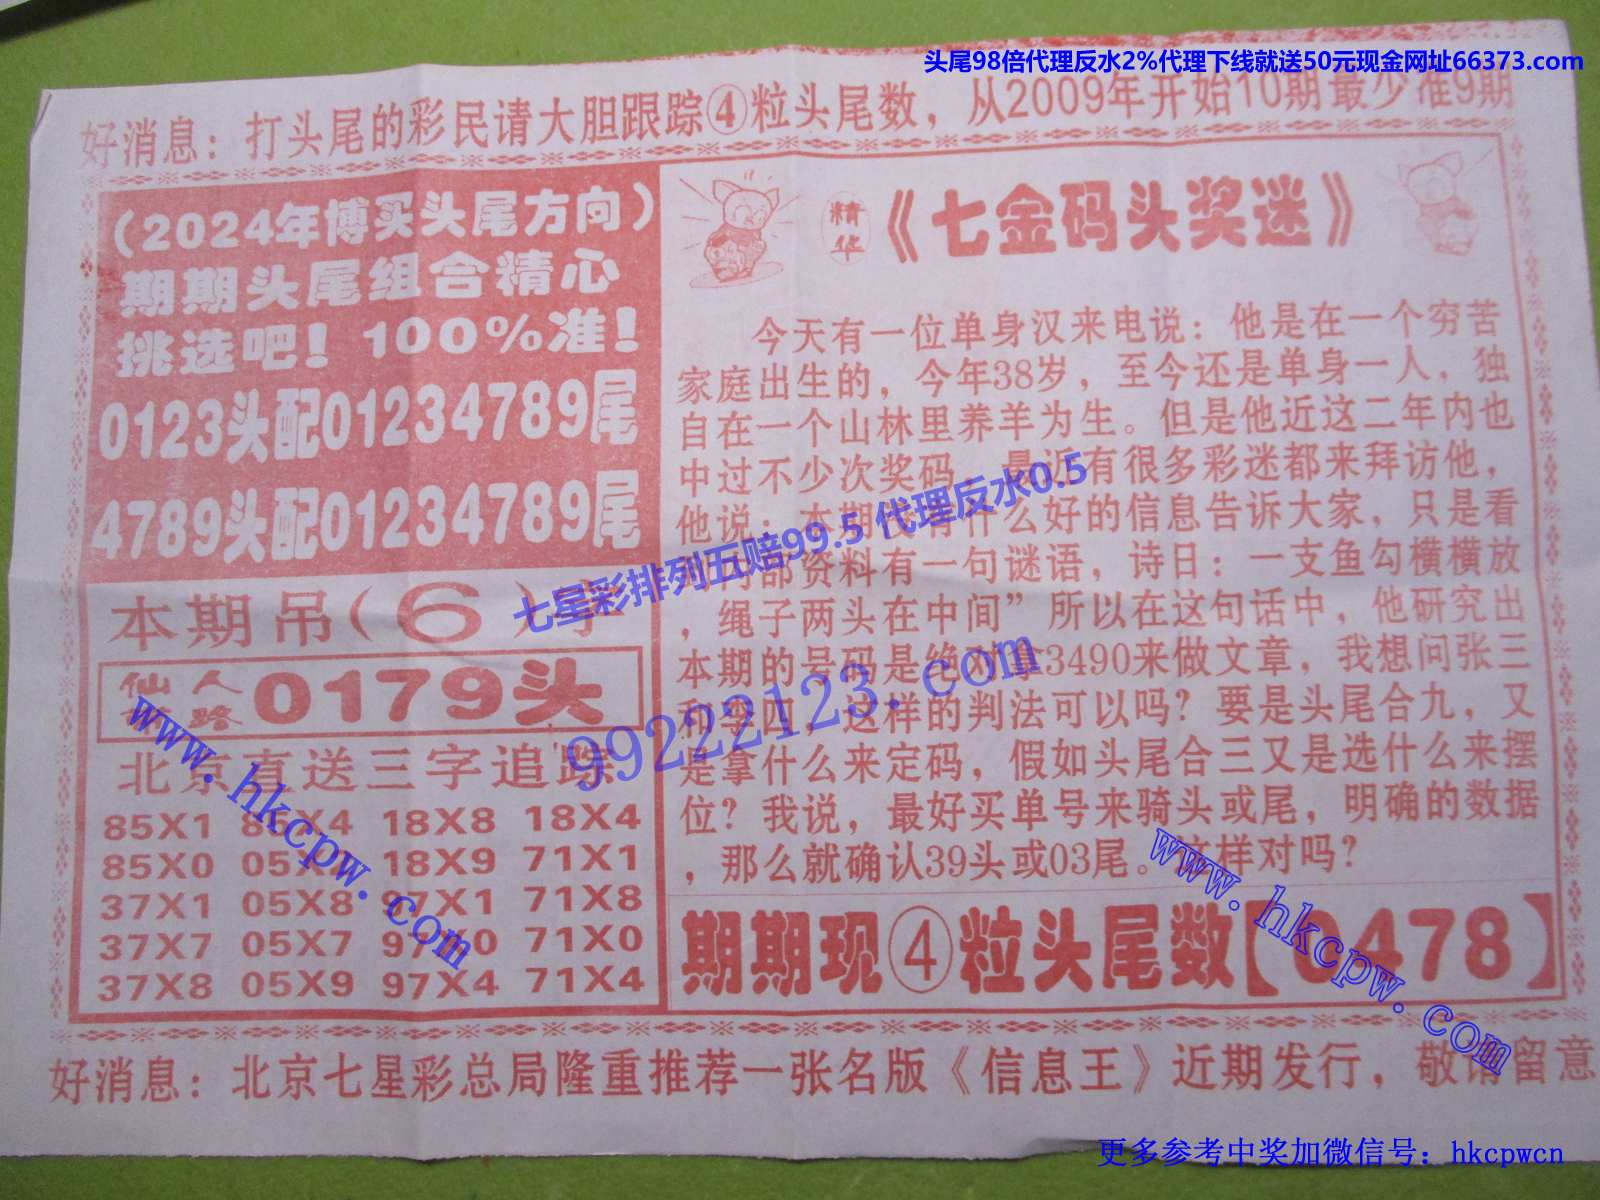 头尾98倍代理反水2%代理下线就送50元现金网址66373.com
好消息：打头尾的彩民请大胆跟踪④粒头尾数，从2009年开始10期最少准9期
（2024年博买头尾方向）
期期头尾组合精心
挑选吧！100%准！
0123头配01234789尾
4789头配01234789尾
本期吊（6）字
仙人 路 0179头
北京直送三字追踪
85X1 85X4 18X8 18X4
85X0 05X 18X9 71X1
37X1 05X8 97X1 71X8
37X7 05X7 97X0 71X0
37X8 05X9 97X4 71X4
精华《七金码头奖迷》
今天有一位单身汉来电说：他是在一个穷苦
家庭出生的，今年38岁，至今还是单身一人，独
自在一个山林里养羊为生。但是他近这二年内也
中过不少次奖码，最近有很多彩迷都来拜访他，
他说：本期没有什么好的信息告诉大家，只是看
内部资料有一句谜语，诗日：一支鱼勾横横放
，绳子两头在中间”所以在这句话中，他研究出
本期的号码是绝对拿3490来做文章，我想问张三
和李四，这样的判法可以吗？要是头尾合九，又
是拿什么来定码，假如头尾合三又是选什么来摆
位？我说，最好买单号来骑头或尾，明确的数据
，那么就确认39头或03尾。这样对吗？
期期现④粒头尾数【0478】
好消息：北京七星彩总局隆重推荐一张名版《信息王》近期发行，敬请留意
七星彩排列五赔99.5 代理反水0.5
99222123.com
www.hkcpw.com
www.hkcpw.com
更多参考中奖加微信号：hkcpwcn